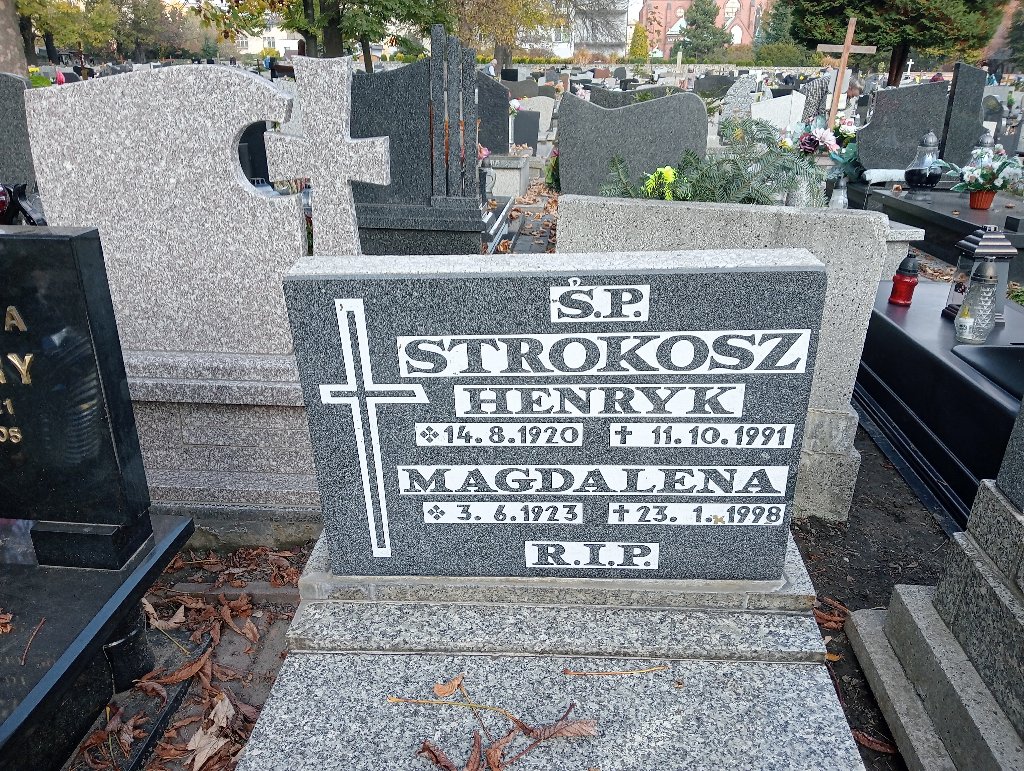 Ś.P.
STROKOSZ
HENRYK
14. 8. 1920 11. 10. 1991
MAGDALENA
3. 6. 1923 23. 1. 1998
R.I.P.